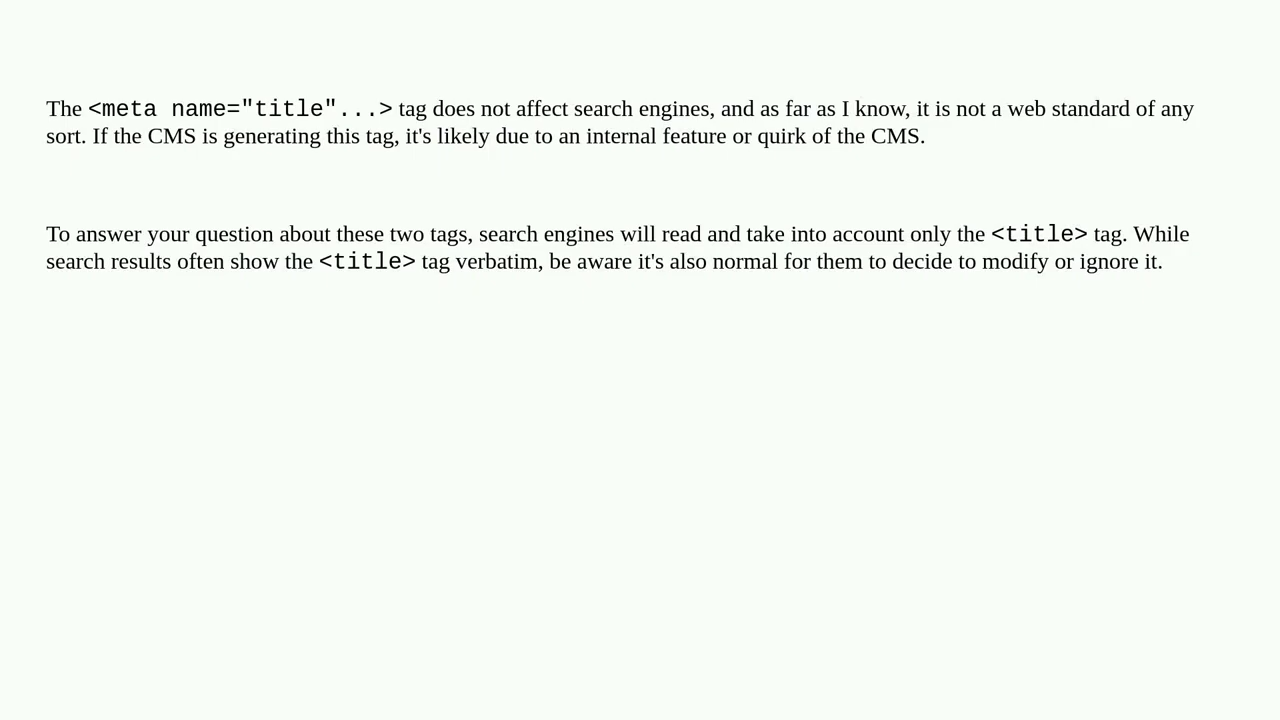 The <meta name="title"...> tag does not affect search engines, and as far as I know, it is not a web standard of any
sort. If the CMS is generating this tag, it's likely due to an internal feature or quirk of the CMS.
To answer your question about these two tags, search engines will read and take into account only the <title> tag. While
search results often show the <title> tag verbatim, be aware it's also normal for them to decide to modify or ignore it.